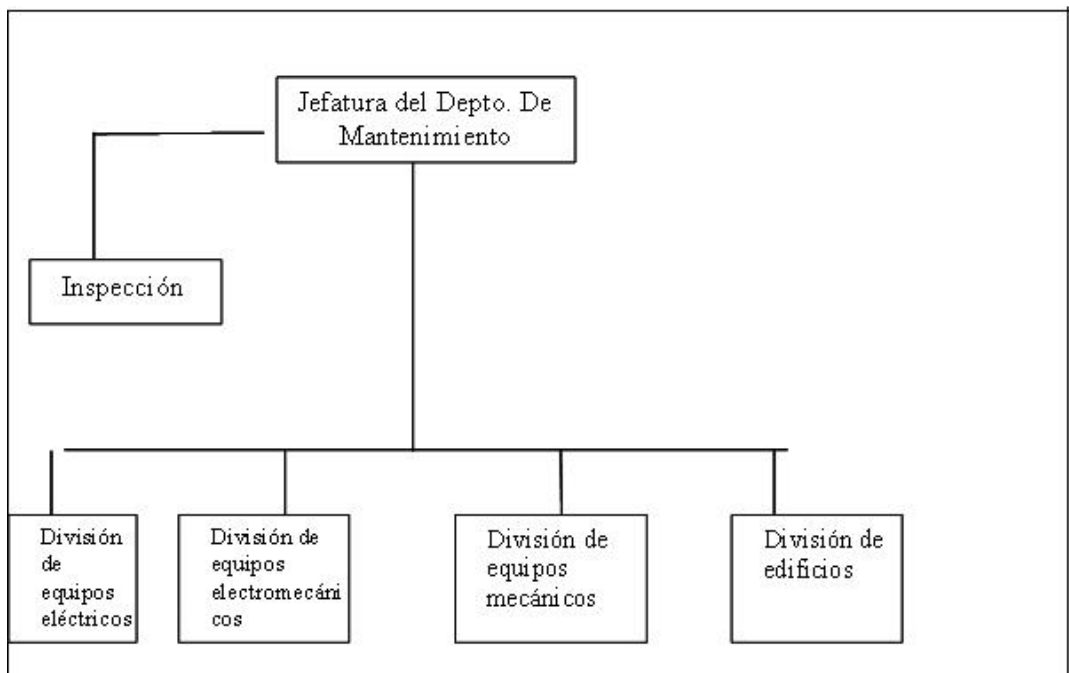 Jefatura del Depto. De
Mantenimiento
Inspección
División
de
equipos
eléctricos
División de
equipos
electromecáni
cos
División de
equipos
mecánicos
División de
edificios